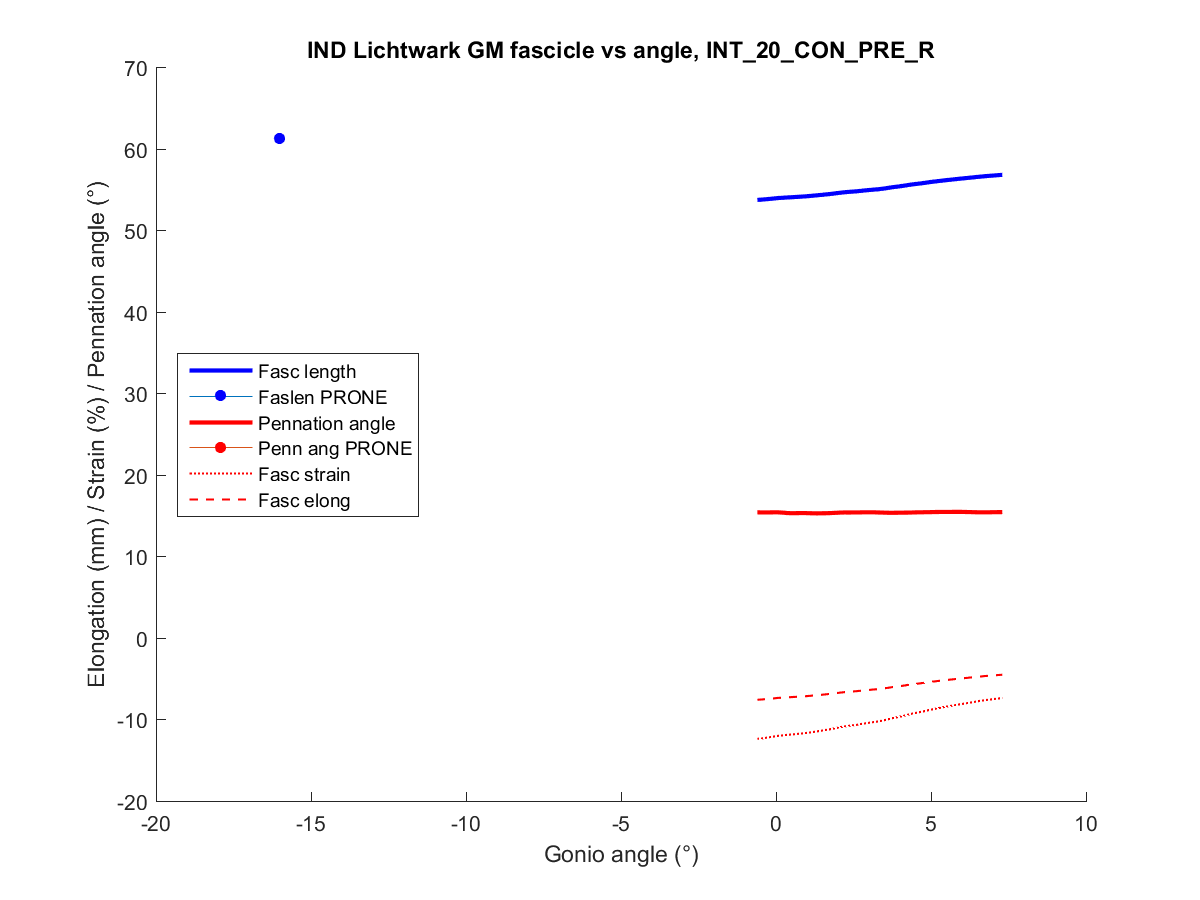 IND Lichtwark GM fascicle vs angle, INT_20_CON_PRE_R
70
60
50
40
30
20
10
0
-10
-20
Elongation (mm) / Strain (%) / Pennation angle (°)
Fasc length
Faslen PRONE
Pennation angle
Penn ang PRONE
Fasc strain
Fasc elong
-20 -15 -10 -5 0 5 10
Gonio angle (°)